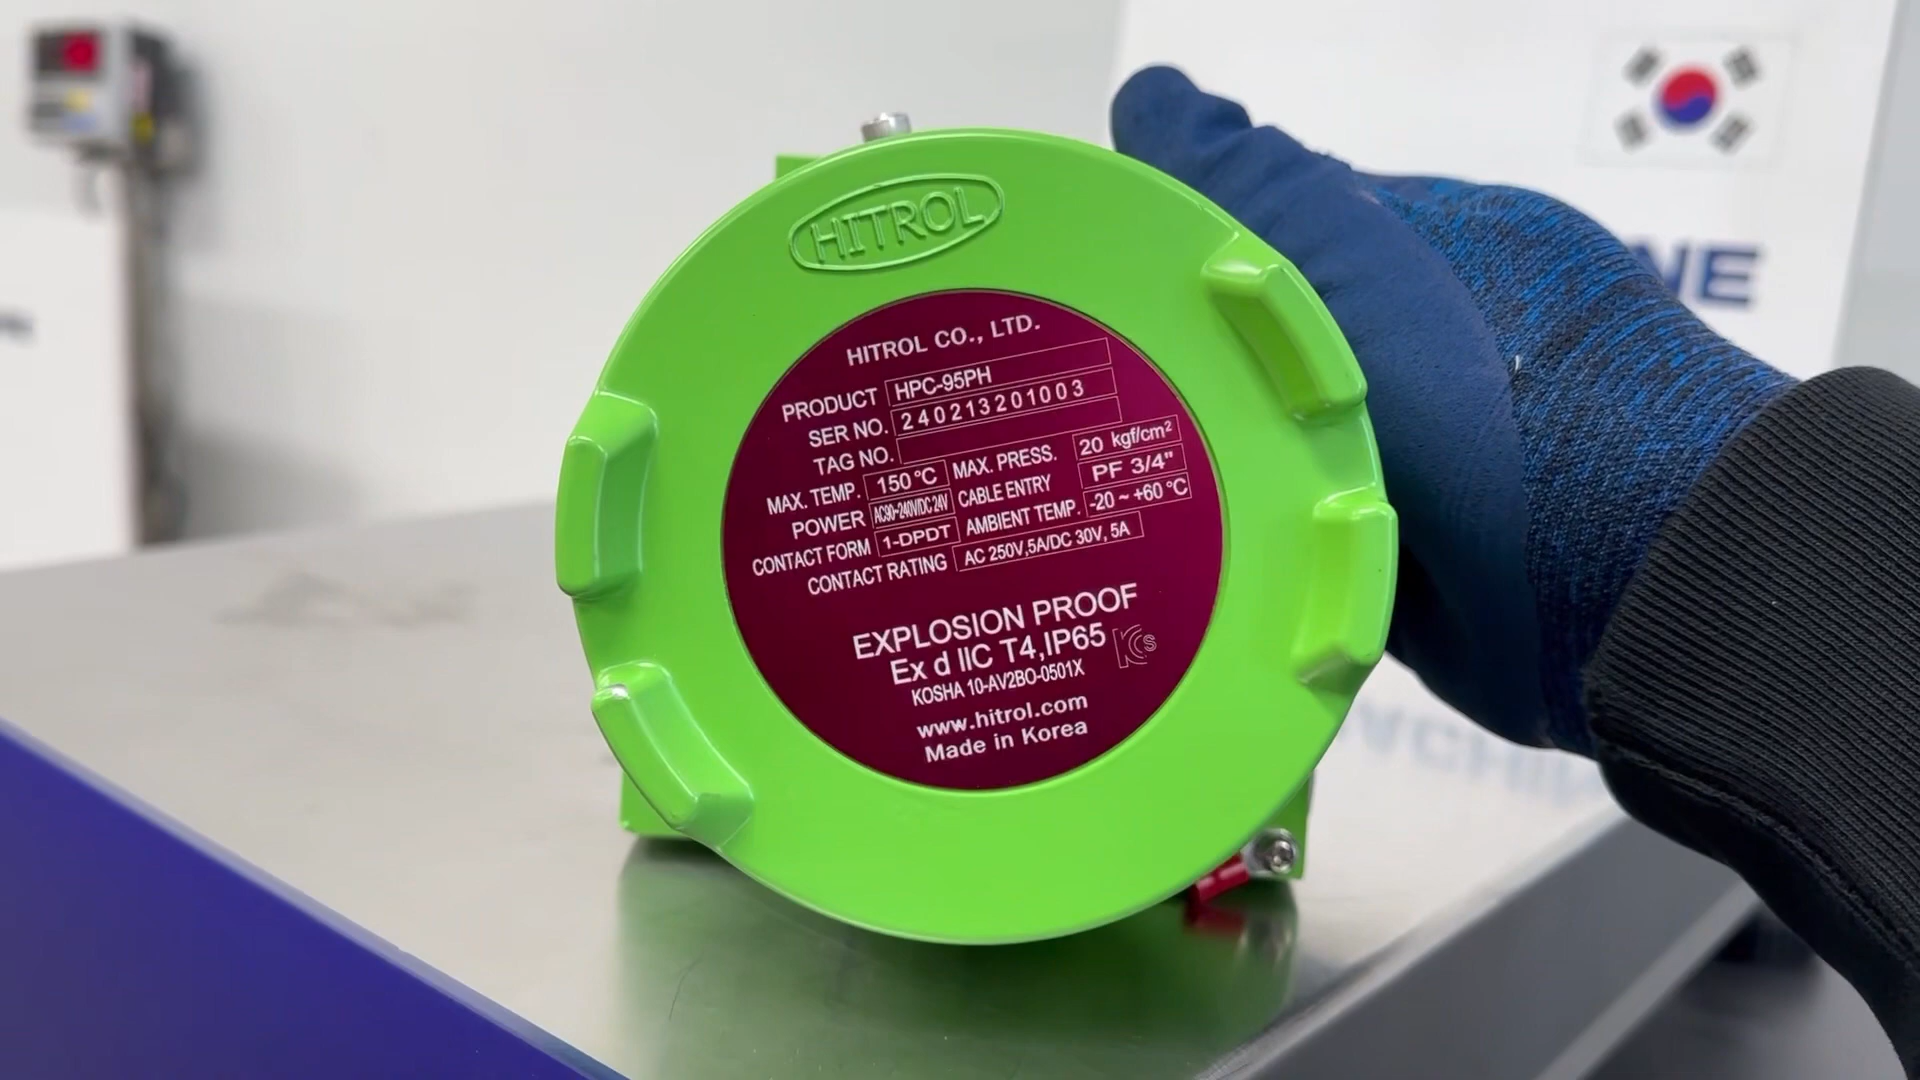 HITROL
HITROL CO., LTD.
PRODUCT HPC-95PH
SER NO. 240213201003
TAG NO.
MAX. TEMP. 150℃ MAX. PRESS. 20 kgf/cm²
POWER AC90~240V/DC 24V CABLE ENTRY PF 3/4"
CONTACT FORM 1-DPDT AMBIENT TEMP. -20 ~ +60 ℃
CONTACT RATING AC 250V,5A/DC 30V, 5A
EXPLOSION PROOF
Ex d IIC T4,IP65
KCs
KOSHA 10-AV2BO-0501X
www.hitrol.com
Made in Korea